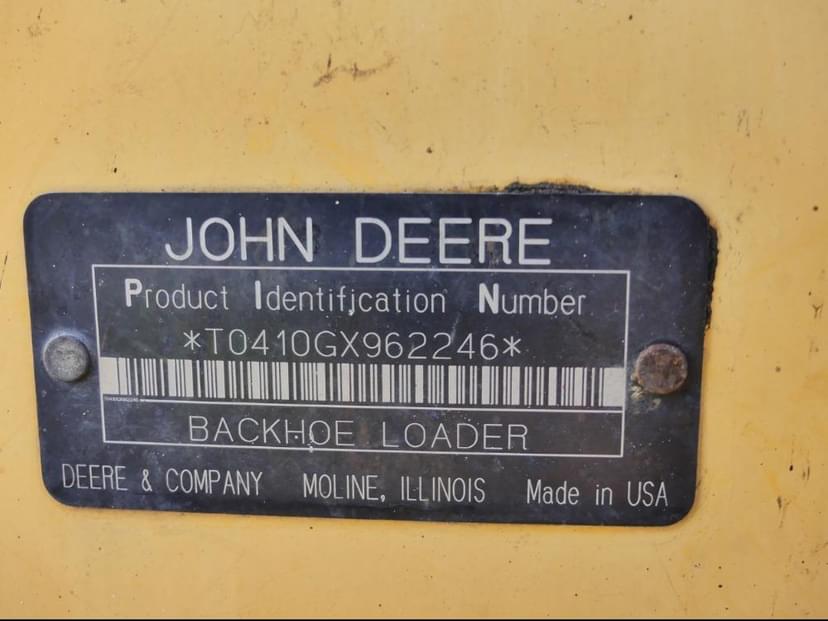 JOHN DEERE
Product Identification Number
*T0410GX962246*
BACKHOE LOADER
DEERE & COMPANY MOLINE, ILLINOIS Made in USA